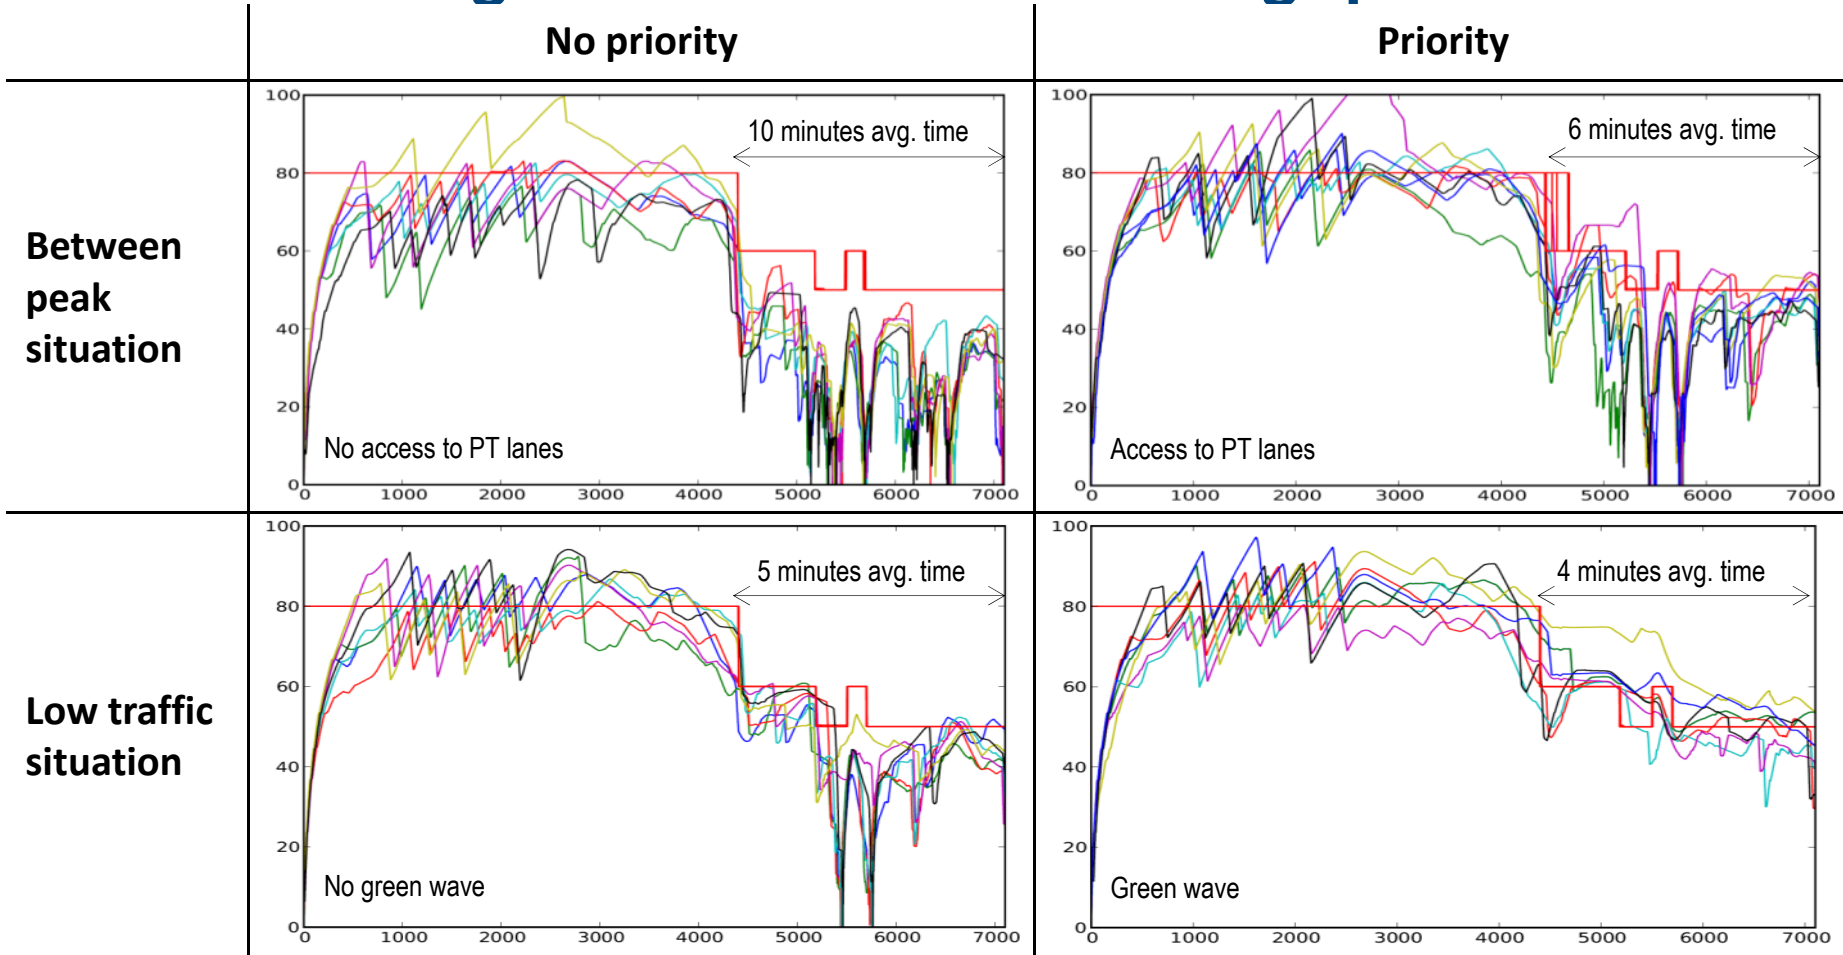 No priority
Priority
Between
peak
situation
100
80
60
40
20
0
0 1000 2000 3000 4000 5000 6000 7000
10 minutes avg. time
No access to PT lanes
100
80
60
40
20
0
0 1000 2000 3000 4000 5000 6000 7000
6 minutes avg. time
Access to PT lanes
Low traffic
situation
100
80
60
40
20
0
0 1000 2000 3000 4000 5000 6000 7000
5 minutes avg. time
No green wave
100
80
60
40
20
0
0 1000 2000 3000 4000 5000 6000 7000
4 minutes avg. time
Green wave